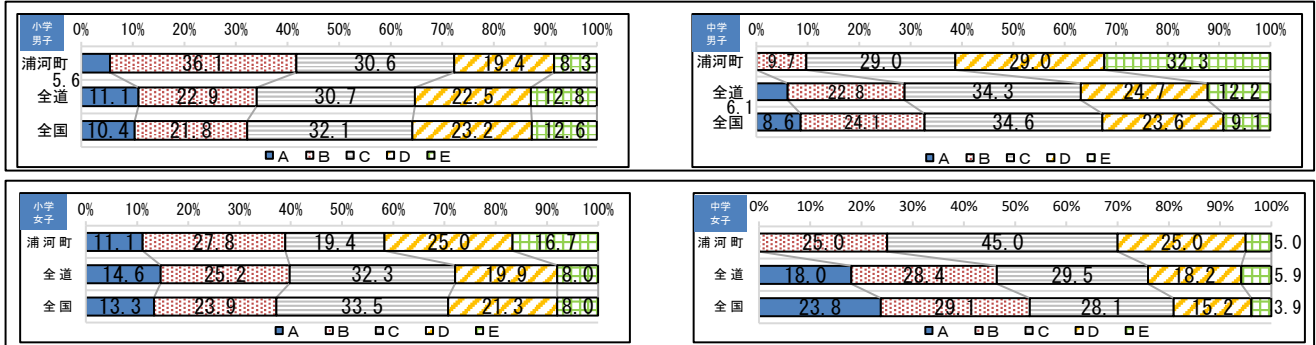 小学
男子
0% 10% 20% 30% 40% 50% 60% 70% 80% 90% 100%
浦河町 36.1 30.6 19.4 8.3
5.6
全道 11.1 22.9 30.7 22.5 12.8
全国 10.4 21.8 32.1 23.2 12.6
A B C D E
中学
男子
0% 10% 20% 30% 40% 50% 60% 70% 80% 90% 100%
浦河町 9.7 29.0 29.0 32.3
全道 22.8 34.3 24.7 12.2
6.1
全国 8.6 24.1 34.6 23.6 9.1
A B C D E
小学
女子
0% 10% 20% 30% 40% 50% 60% 70% 80% 90% 100%
浦河町 11.1 27.8 19.4 25.0 16.7
全道 14.6 25.2 32.3 19.9 8.0
全国 13.3 23.9 33.5 21.3 8.0
A B C D E
中学
女子
0% 10% 20% 30% 40% 50% 60% 70% 80% 90% 100%
浦河町 25.0 45.0 25.0 5.0
全道 18.0 28.4 29.5 18.2 5.9
全国 23.8 29.1 28.1 15.2 3.9
A B C D E